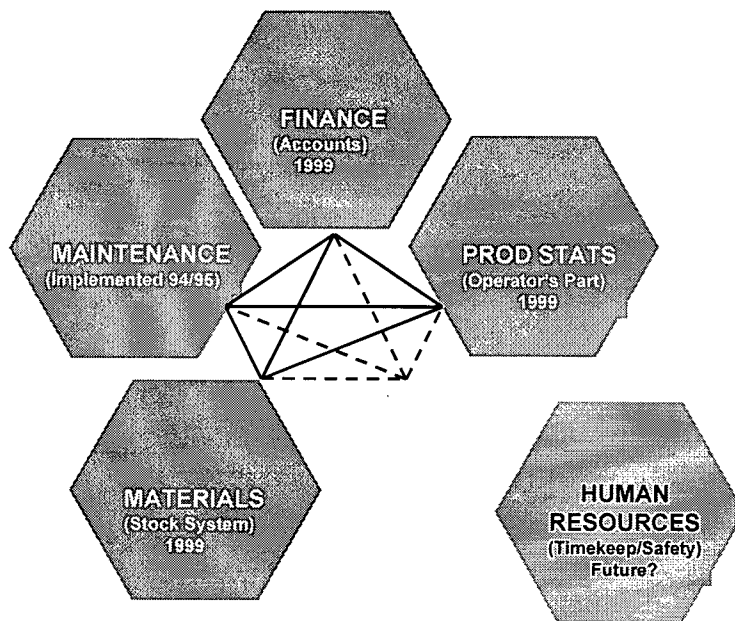 FINANCE
(Accounts)
1999
MAINTENANCE
(Implemented 94/95)
PROD STATS
(Operator's Part)
1999
MATERIALS
(Stock System)
1999
HUMAN
RESOURCES
(Timekeep/Safety)
Future?